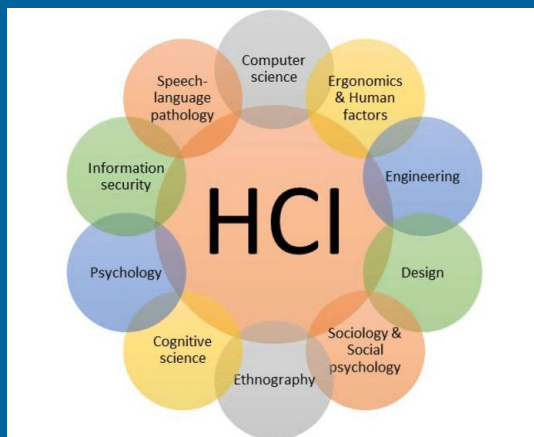 Computer
science
Ergonomics
& Human
factors
Engineering
Design
Sociology &
Social
psychology
Ethnography
Cognitive
science
Psychology
Information
security
Speech-
language
pathology
HCI